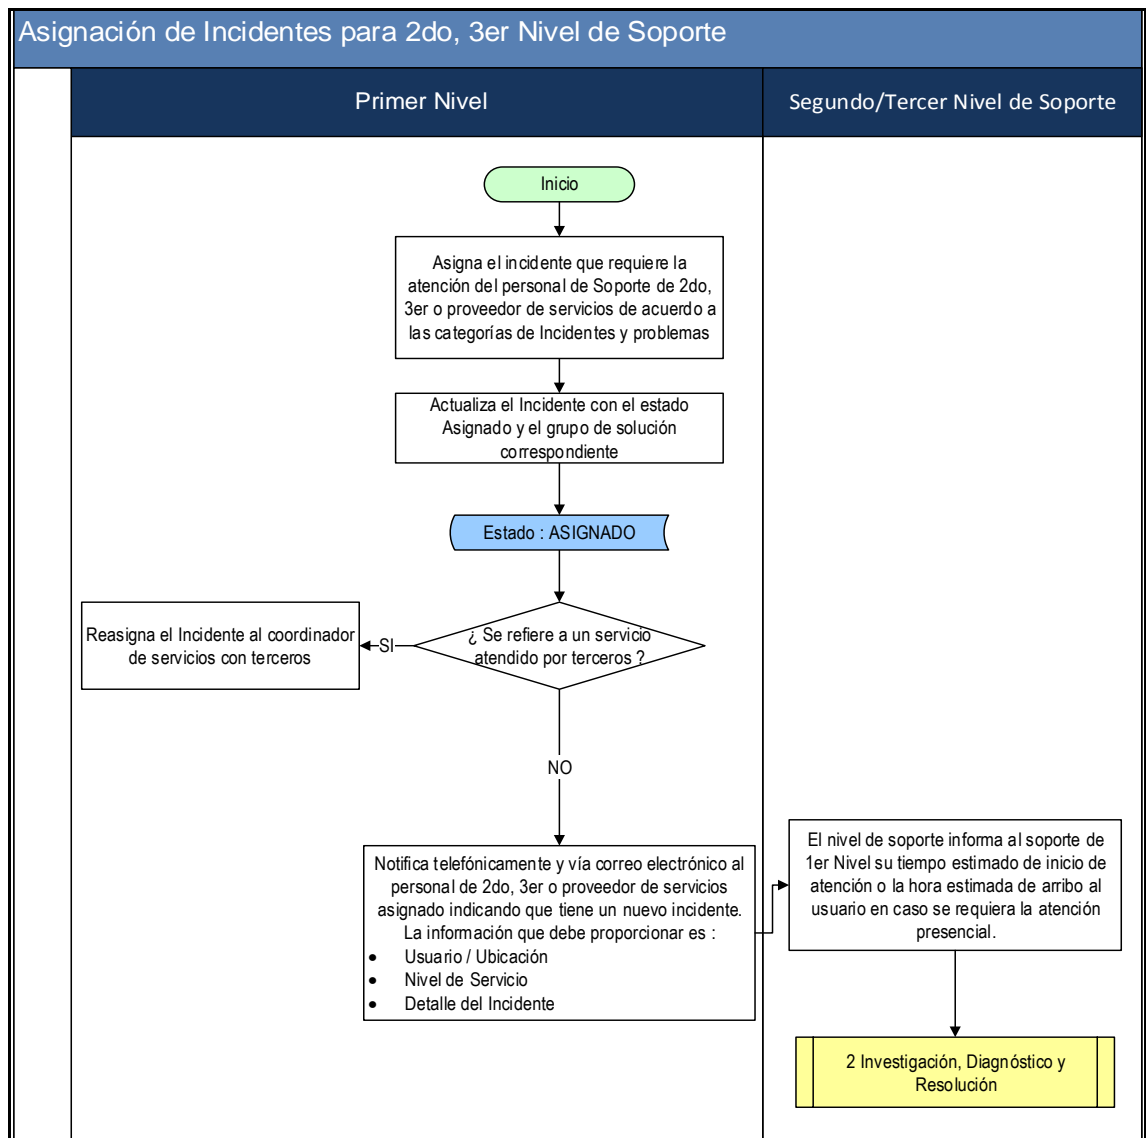 Asignación de Incidentes para 2do, 3er Nivel de Soporte
Primer Nivel
Segundo/Tercer Nivel de Soporte
Inicio
Asigna el incidente que requiere la
atención del personal de Soporte de 2do,
3er o proveedor de servicios de acuerdo a
las categorías de Incidentes y problemas
Actualiza el Incidente con el estado
Asignado y el grupo de solución
correspondiente
Estado : ASIGNADO
¿ Se refiere a un servicio
atendido por terceros ?
SI
Reasigna el Incidente al coordinador
de servicios con terceros
NO
Notifica telefónicamente y vía correo electrónico al
personal de 2do, 3er o proveedor de servicios
asignado indicando que tiene un nuevo incidente.
La información que debe proporcionar es :
• Usuario / Ubicación
• Nivel de Servicio
• Detalle del Incidente
El nivel de soporte informa al soporte de
1er Nivel su tiempo estimado de inicio de
atención o la hora estimada de arribo al
usuario en caso se requiera la atención
presencial.
2 Investigación, Diagnóstico y
Resolución